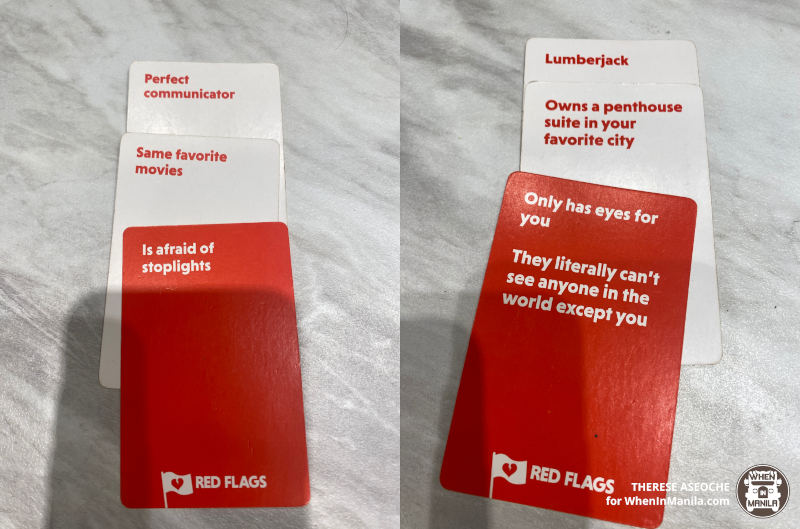 Perfect
communicator
Same favorite
movies
Is afraid of
stoplights
RED FLAGS
Lumberjack
Owns a penthouse
suite in your
favorite city
Only has eyes for
you
They literally can't
see anyone in the
world except you
RED FLAGS
THERESE ASEOCHE
for WhenInManila.com
WHEN
IN
MANILA